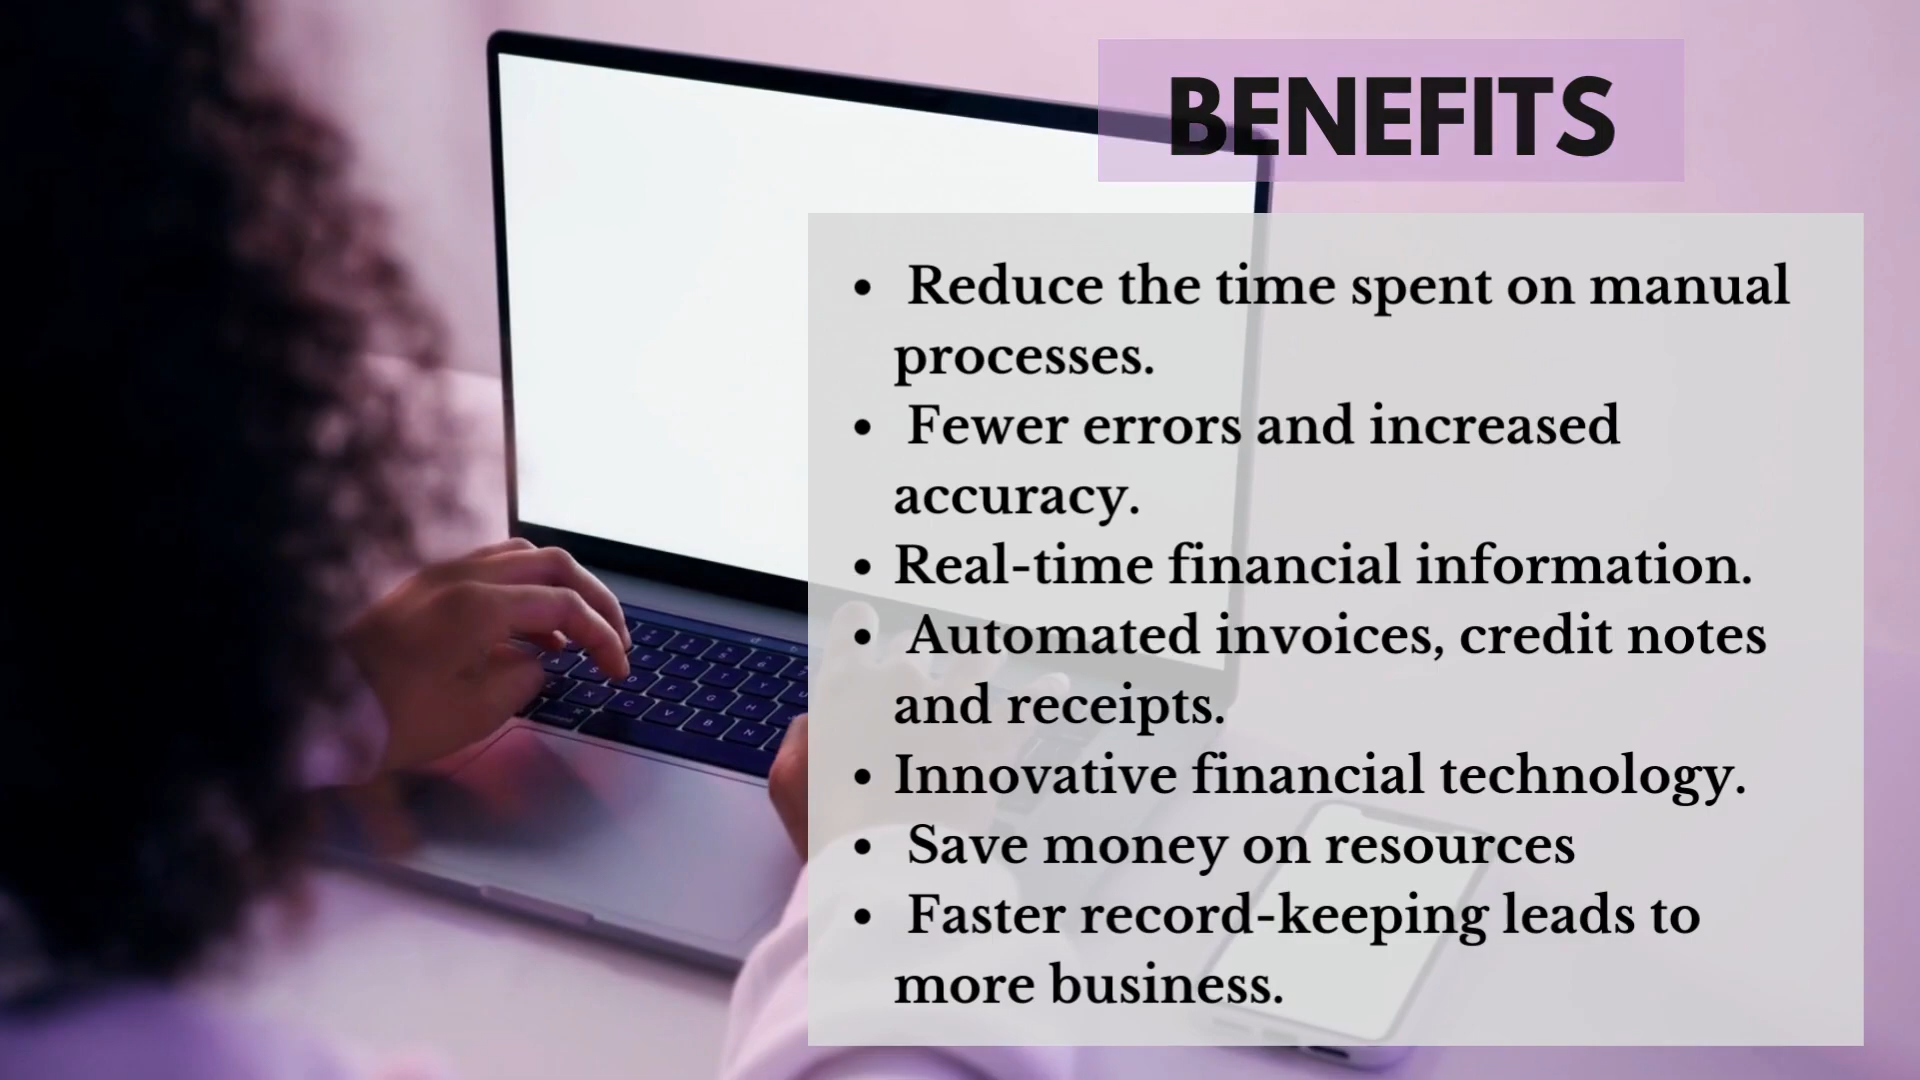 BENEFITS
• Reduce the time spent on manual
processes.
• Fewer errors and increased
accuracy.
• Real-time financial information.
• Automated invoices, credit notes
and receipts.
• Innovative financial technology.
• Save money on resources
• Faster record-keeping leads to
more business.